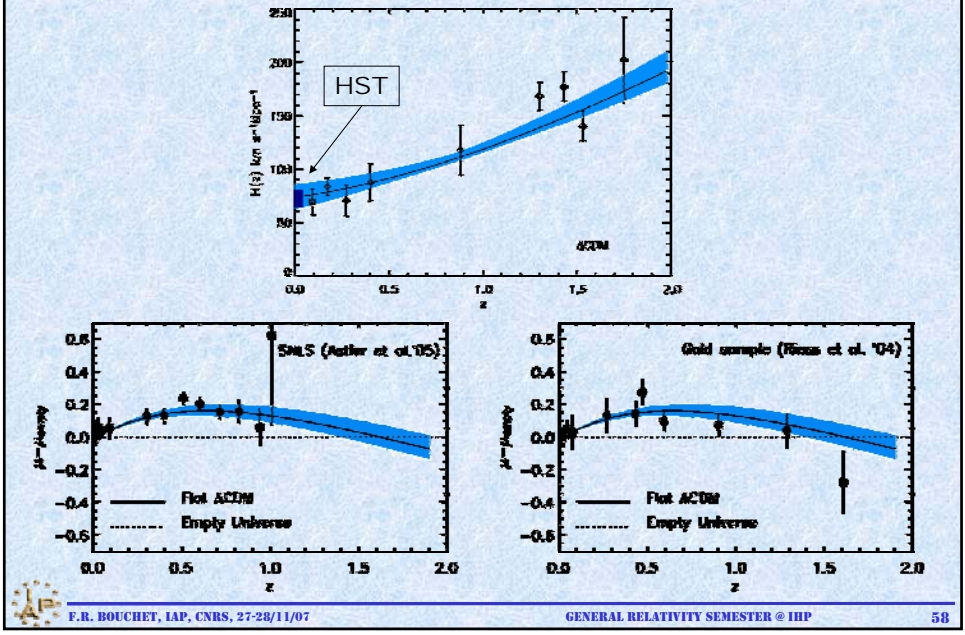 250
200
150
100
50
0
H(z) km s⁻¹Mpc⁻¹
HST
ΛCDM
0.0 0.5 1.0 1.5 2.0
z
0.6
0.4
0.2
0.0
−0.2
−0.4
−0.6
μ−μempty
SNLS (Astier et al.'05)
Flat ΛCDM
Empty Universe
0.0 0.5 1.0 1.5 2.0
z
0.6
0.4
0.2
0.0
−0.2
−0.4
−0.6
μ−μempty
Gold sample (Riess et al. '04)
Flat ΛCDM
Empty Universe
0.0 0.5 1.0 1.5 2.0
z
IAP
F.R. BOUCHET, IAP, CNRS, 27-28/11/07
GENERAL RELATIVITY SEMESTER @ IHP
58